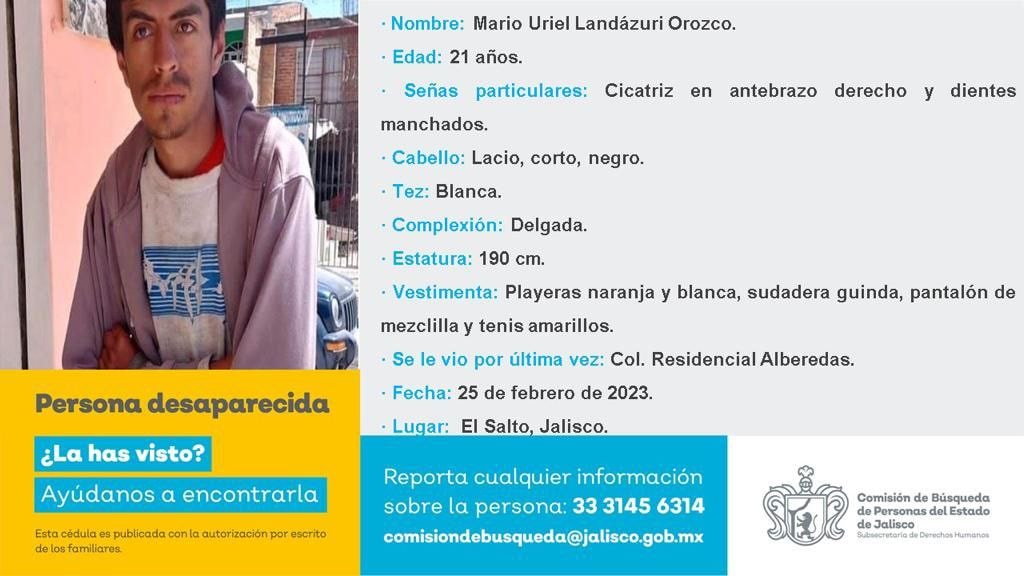 · Nombre: Mario Uriel Landázuri Orozco.
· Edad: 21 años.
· Señas particulares: Cicatriz en antebrazo derecho y dientes
manchados.
· Cabello: Lacio, corto, negro.
· Tez: Blanca.
· Complexión: Delgada.
· Estatura: 190 cm.
· Vestimenta: Playeras naranja y blanca, sudadera guinda, pantalón de
mezclilla y tenis amarillos.
· Se le vio por última vez: Col. Residencial Alberedas.
· Fecha: 25 de febrero de 2023.
· Lugar: El Salto, Jalisco.
Persona desaparecida
¿La has visto?
Ayúdanos a encontrarla
Esta cédula es publicada con la autorización por escrito
de los familiares.
Reporta cualquier información
sobre la persona: 33 3145 6314
comisiondebusqueda@jalisco.gob.mx
Comisión de Búsqueda
de Personas del Estado
de Jalisco
Subsecretaría de Derechos Humanos